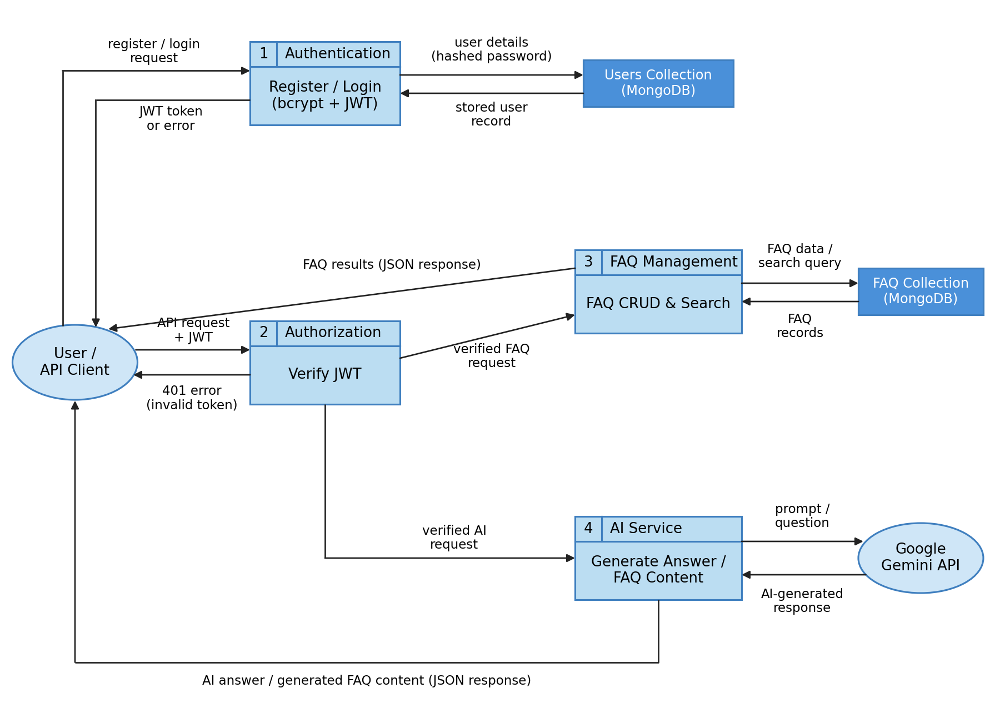 register / login
request
1 Authentication
Register / Login
(bcrypt + JWT)
user details
(hashed password)
Users Collection
(MongoDB)
JWT token
or error
stored user
record
FAQ results (JSON response)
3 FAQ Management
FAQ CRUD & Search
FAQ data /
search query
FAQ Collection
(MongoDB)
FAQ
records
API request
+ JWT
2 Authorization
Verify JWT
User /
API Client
verified FAQ
request
401 error
(invalid token)
verified AI
request
4 AI Service
Generate Answer /
FAQ Content
prompt /
question
Google
Gemini API
AI-generated
response
AI answer / generated FAQ content (JSON response)